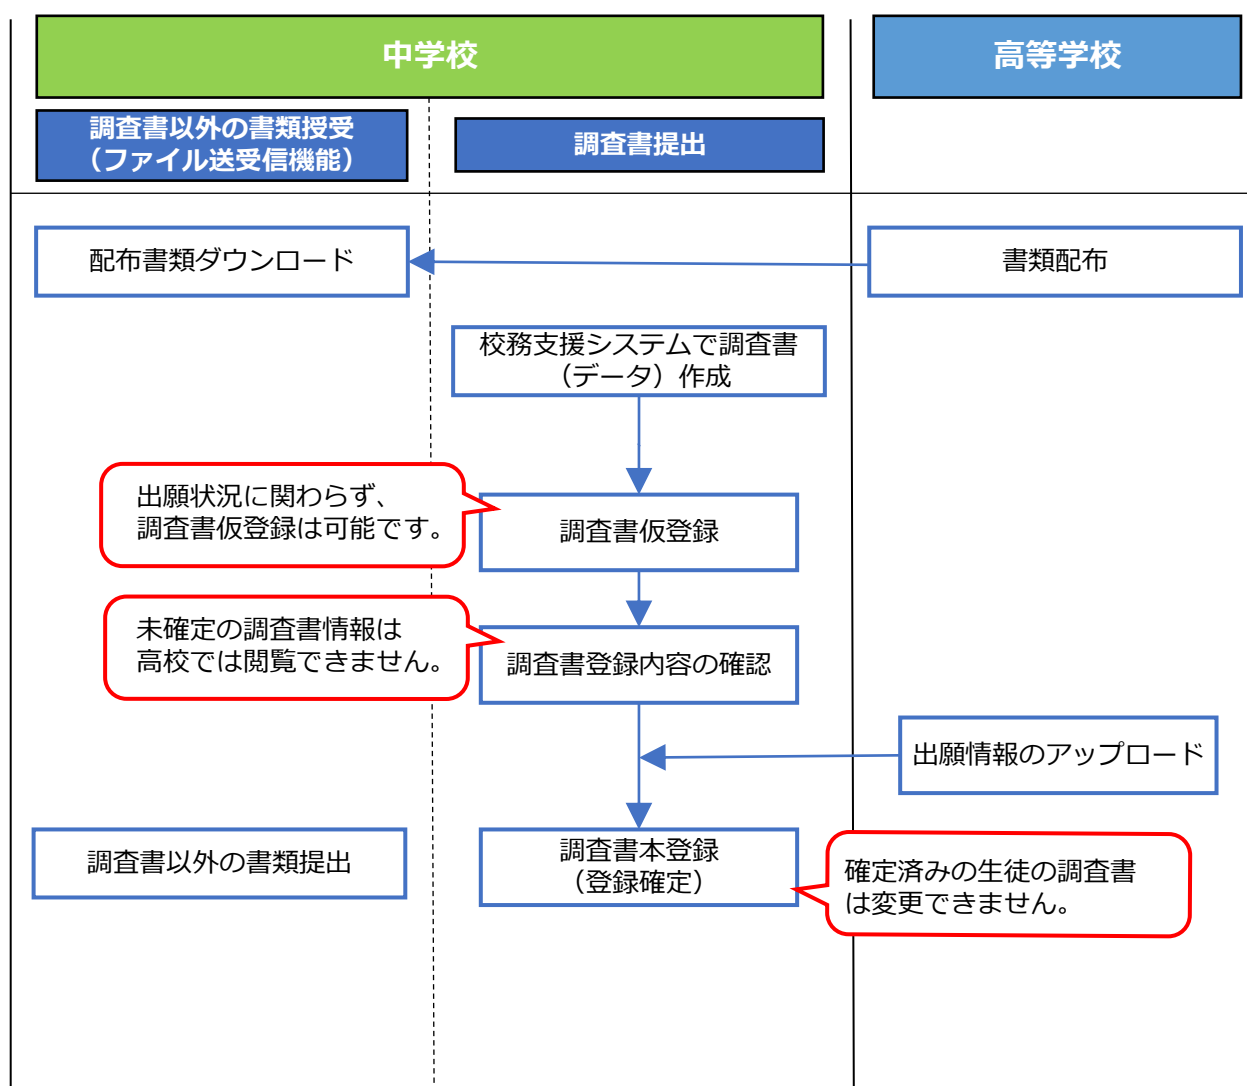 中学校
高等学校
調査書以外の書類授受
（ファイル送受信機能）
調査書提出
配布書類ダウンロード
書類配布
校務支援システムで調査書
（データ）作成
出願状況に関わらず、
調査書仮登録は可能です。
調査書仮登録
未確定の調査書情報は
高校では閲覧できません。
調査書登録内容の確認
出願情報のアップロード
調査書以外の書類提出
調査書本登録
（登録確定）
確定済みの生徒の調査書
は変更できません。